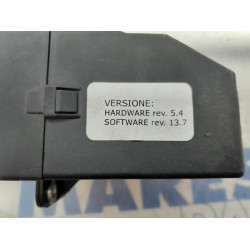 VERSIONE:
HARDWARE rev. 5.4
SOFTWARE rev. 13.7